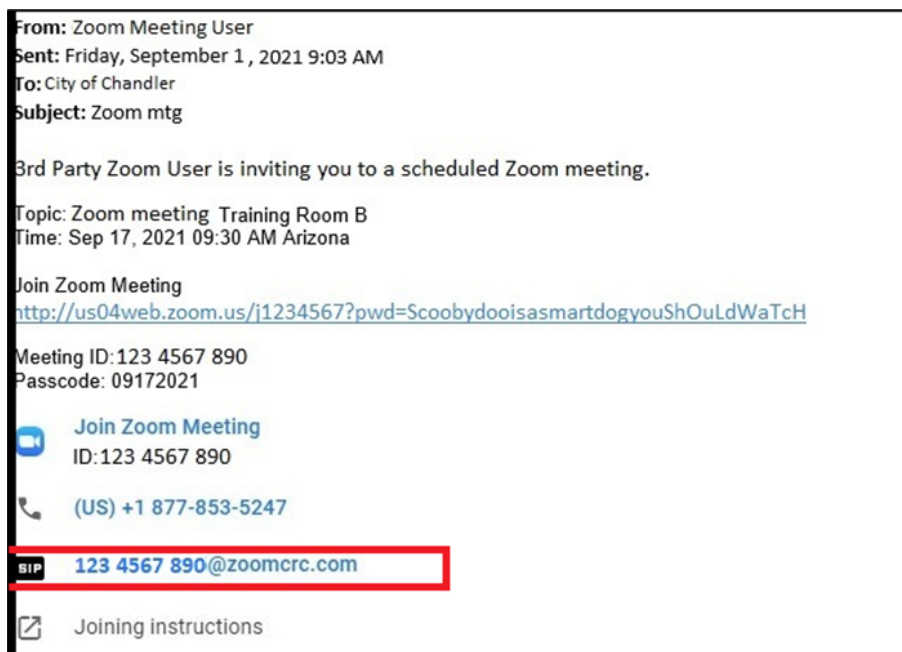 From: Zoom Meeting User
Sent: Friday, September 1, 2021 9:03 AM
To: City of Chandler
Subject: Zoom mtg
3rd Party Zoom User is inviting you to a scheduled Zoom meeting.
Topic: Zoom meeting Training Room B
Time: Sep 17, 2021 09:30 AM Arizona
Join Zoom Meeting
http://us04web.zoom.us/j1234567?pwd=ScoobydooisasmartdogyouShOuLdWaTcH
Meeting ID:123 4567 890
Passcode: 09172021
Join Zoom Meeting
ID:123 4567 890
(US) +1 877-853-5247
SIP 123 4567 890@zoomcrc.com
Joining instructions